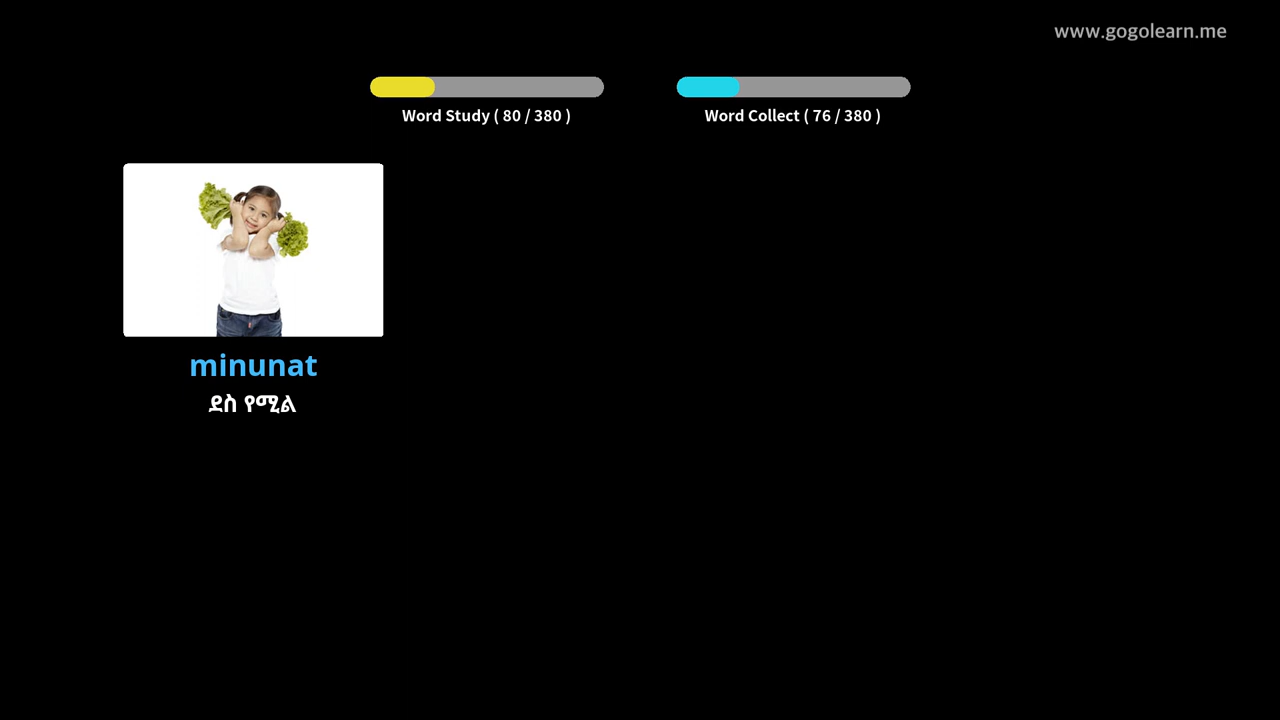 www.gogolearn.me
Word Study ( 80 / 380 )
Word Collect ( 76 / 380 )
minunat
ደስ የሚል